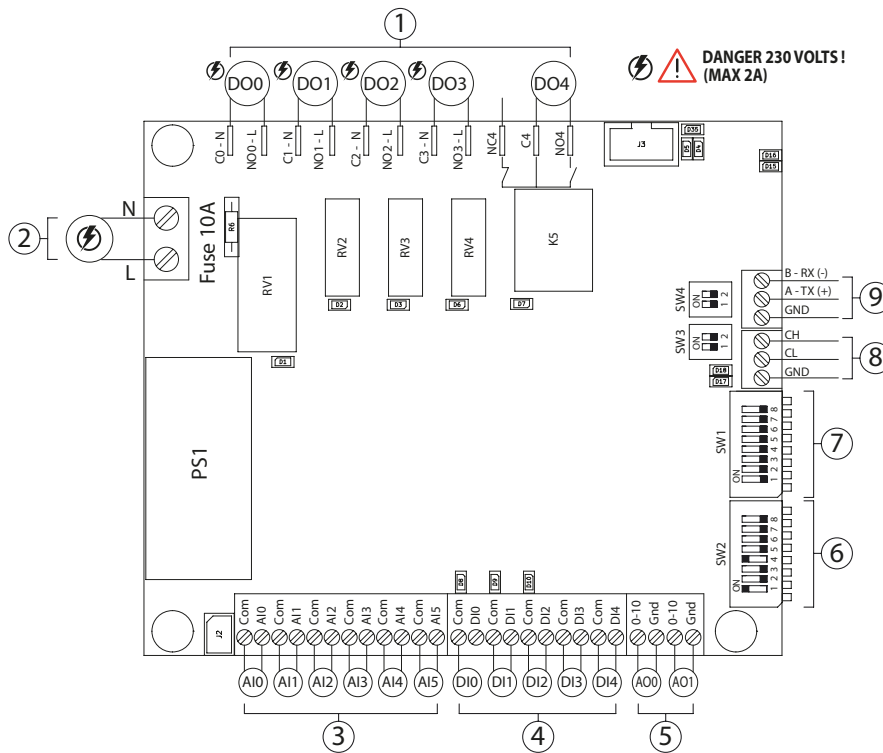 1
DANGER 230 VOLTS !
(MAX 2A)
DO0 DO1 DO2 DO3 DO4
C0 - N NO0 - L C1 - N NO1 - L C2 - N NO2 - L C3 - N NO3 - L NC4 C4 NO4
J3
D35
D5 D4
D16
D15
2
N
L
Fuse 10A
R6
RV1
RV2
RV3
RV4
K5
D2
D3
D6
D7
D1
SW4
ON
1 2
B - RX (-)
A - TX (+)
GND
9
SW3
ON
1 2
CH
CL
GND
8
D18
D17
PS1
SW1
ON
1 2 3 4 5 6 7 8
7
SW2
ON
1 2 3 4 5 6 7 8
6
D8 D9 D10
J2
Com AI0 Com AI1 Com AI2 Com AI3 Com AI4 Com AI5
Com DI0 Com DI1 Com DI2 Com DI3 Com DI4
0-10 Gnd 0-10 Gnd
AI0 AI1 AI2 AI3 AI4 AI5
DI0 DI1 DI2 DI3 DI4
AO0 AO1
3
4
5